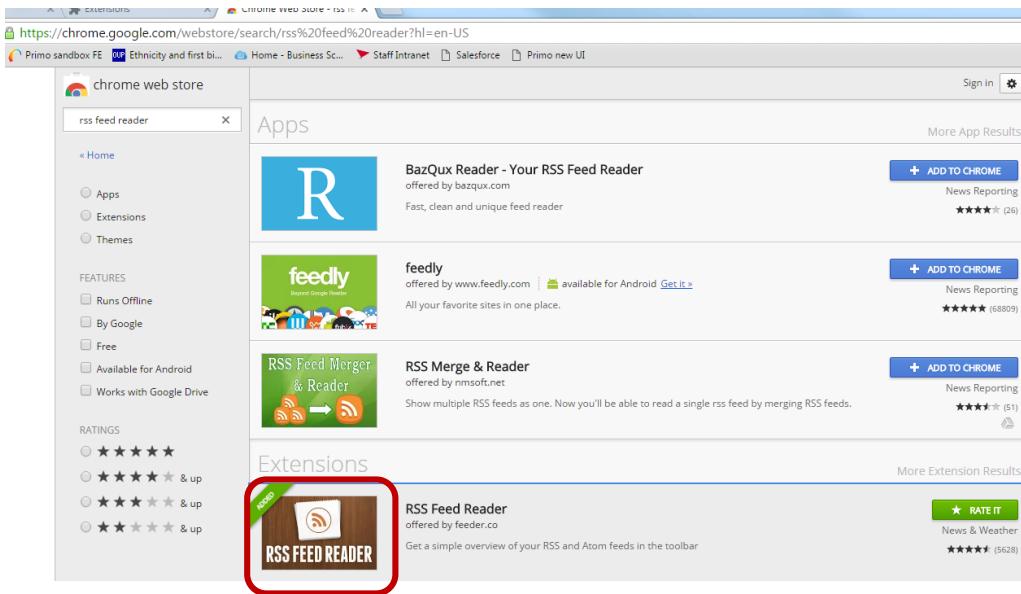 Extensions
Chrome Web Store - rss fe
https://chrome.google.com/webstore/search/rss%20feed%20reader?hl=en-US
Primo sandbox FE
OUP Ethnicity and first bi...
Home - Business Sc...
Staff Intranet
Salesforce
Primo new UI
chrome web store
Sign in
rss feed reader
« Home
Apps
Extensions
Themes
FEATURES
Runs Offline
By Google
Free
Available for Android
Works with Google Drive
RATINGS
& up
& up
& up
Apps
More App Results
R
BazQux Reader - Your RSS Feed Reader
offered by bazqux.com
Fast, clean and unique feed reader
ADD TO CHROME
News Reporting
(26)
feedly
Beyond Google Reader
feedly
offered by www.feedly.com
available for Android Get it »
All your favorite sites in one place.
ADD TO CHROME
News Reporting
(68809)
RSS Feed Merger
& Reader
RSS Merge & Reader
offered by nmsoft.net
Show multiple RSS feeds as one. Now you'll be able to read a single rss feed by merging RSS feeds.
ADD TO CHROME
News Reporting
(51)
Extensions
More Extension Results
ADDED
RSS FEED READER
RSS Feed Reader
offered by feeder.co
Get a simple overview of your RSS and Atom feeds in the toolbar
RATE IT
News & Weather
(5628)